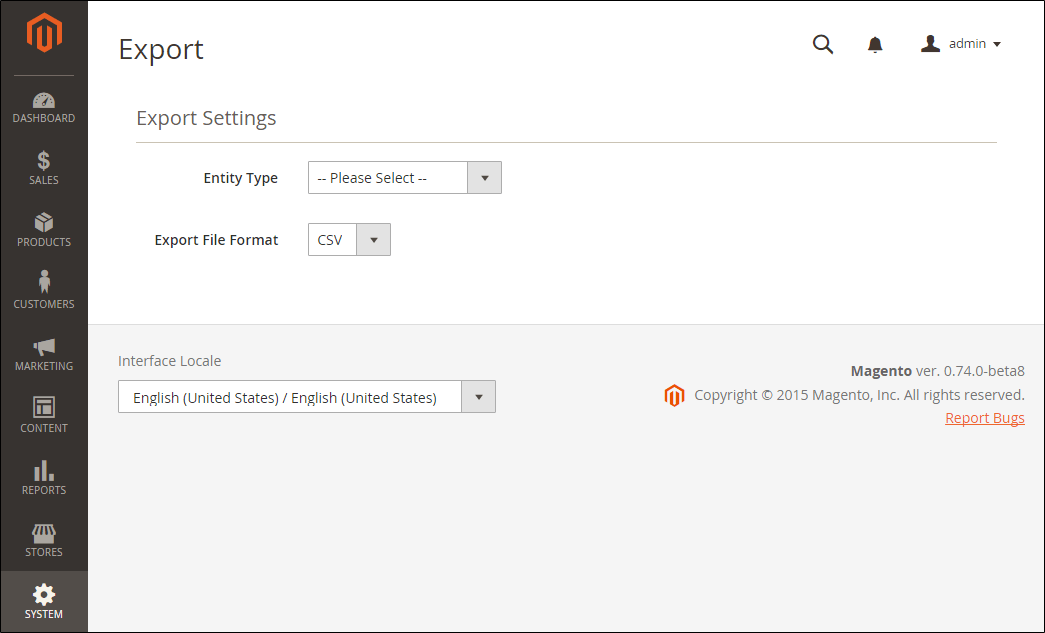 DASHBOARD
SALES
PRODUCTS
CUSTOMERS
MARKETING
CONTENT
REPORTS
STORES
SYSTEM
Export
admin
Export Settings
Entity Type
-- Please Select --
Export File Format
CSV
Interface Locale
English (United States) / English (United States)
Magento ver. 0.74.0-beta8
Copyright © 2015 Magento, Inc. All rights reserved.
Report Bugs